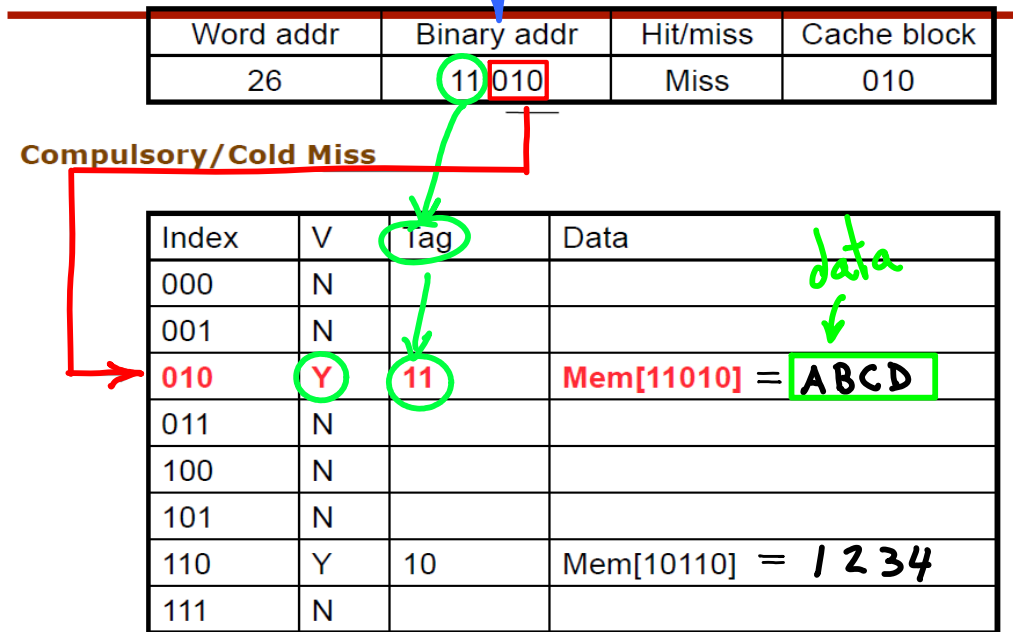 Word addr Binary addr Hit/miss Cache block
26 11 010 Miss 010
Compulsory/Cold Miss
Index V Tag Data data
000 N
001 N
010 Y 11 Mem[11010] = ABCD
011 N
100 N
101 N
110 Y 10 Mem[10110] = 1234
111 N